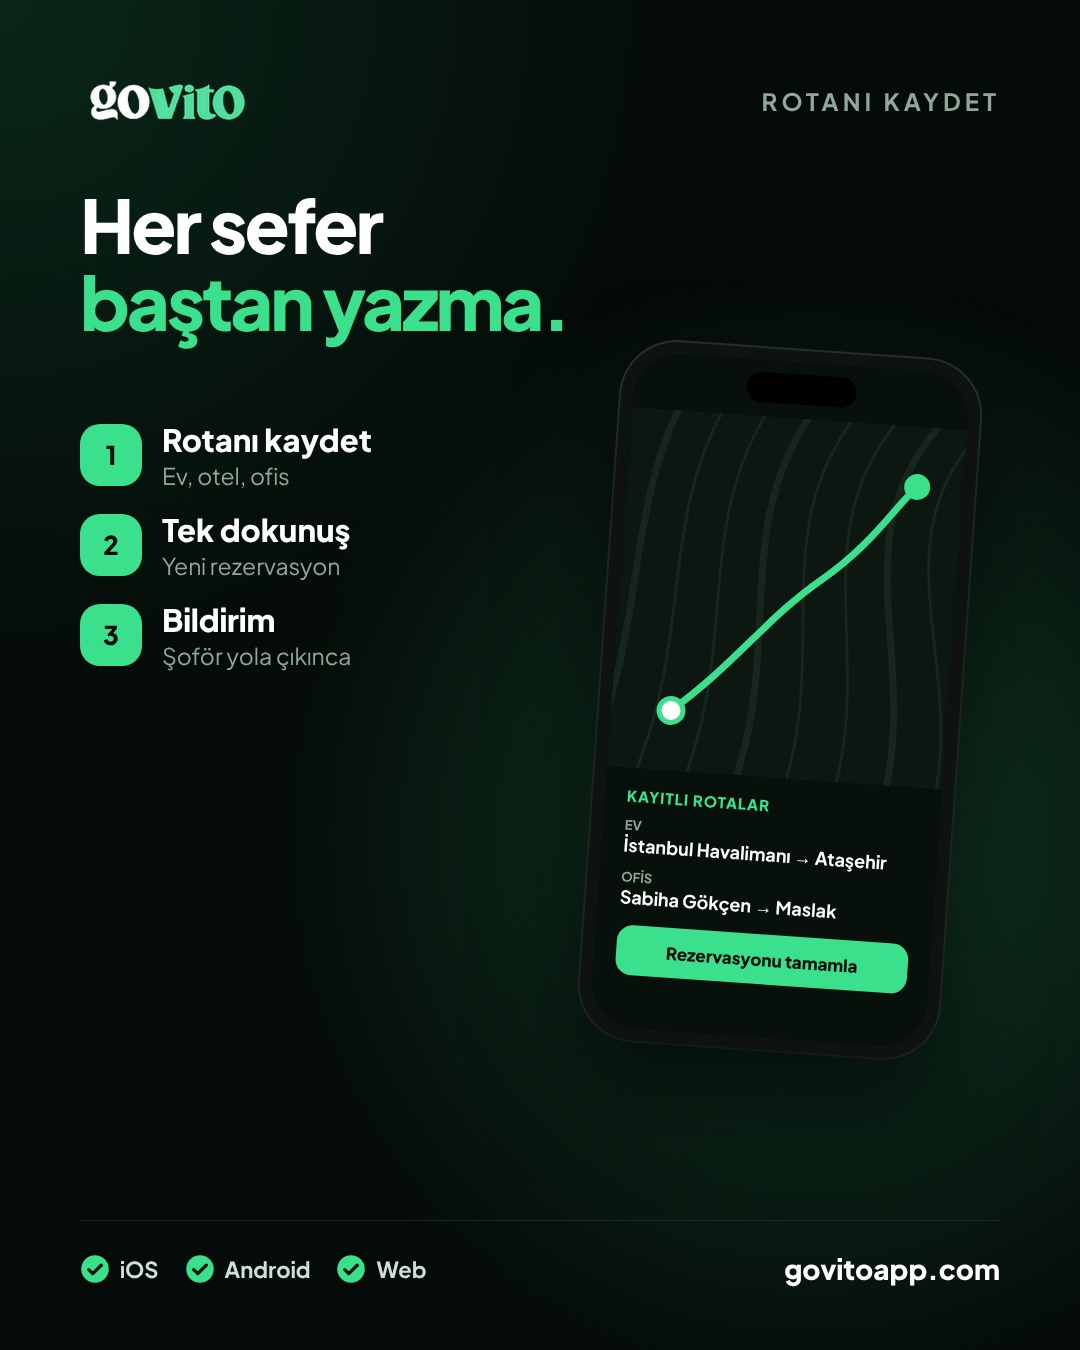 govito
ROTANI KAYDET
Her sefer
baştan yazma.
1
Rotanı kaydet
Ev, otel, ofis
2
Tek dokunuş
Yeni rezervasyon
3
Bildirim
Şoför yola çıkınca
KAYITLI ROTALAR
EV
İstanbul Havalimanı → Ataşehir
OFİS
Sabiha Gökçen → Maslak
Rezervasyonu tamamla
iOS
Android
Web
govitoapp.com